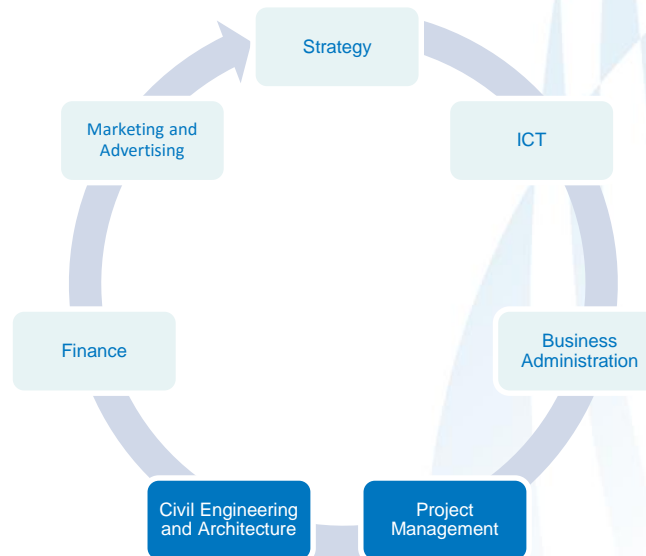 Strategy
ICT
Business
Administration
Project
Management
Civil Engineering
and Architecture
Finance
Marketing and
Advertising